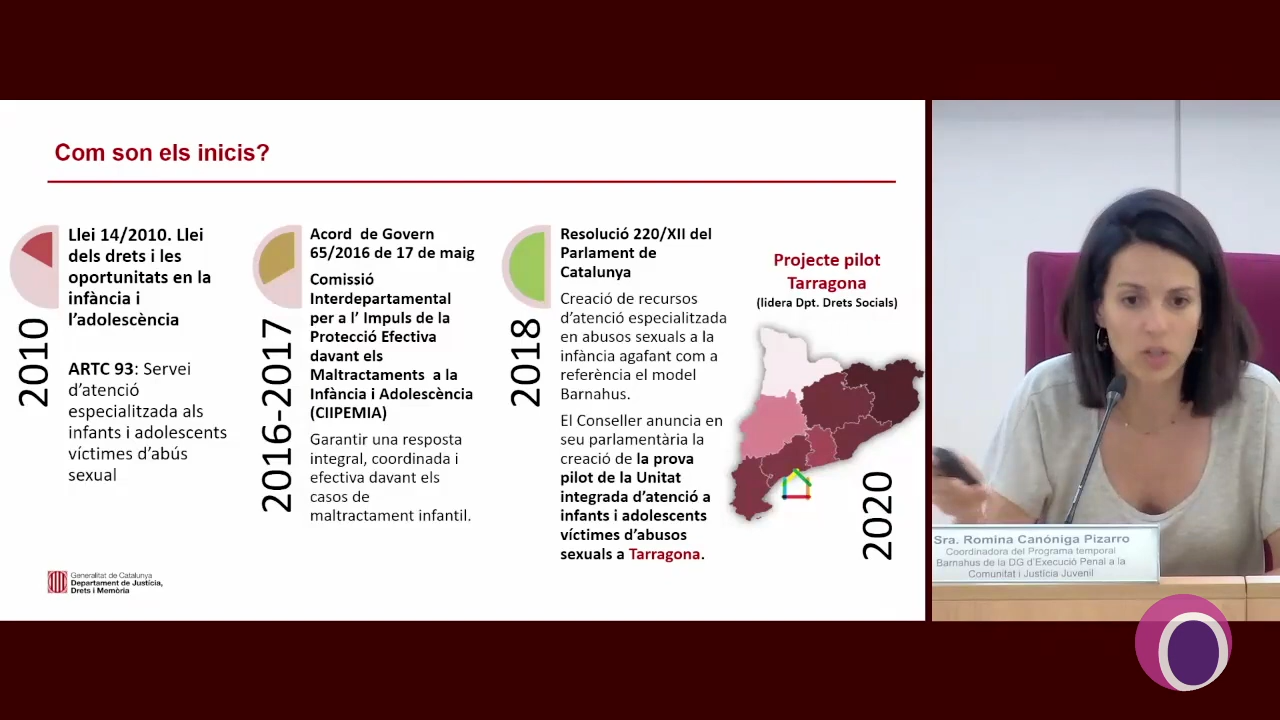 Com son els inicis?
2010
Llei 14/2010. Llei
dels drets i les
oportunitats en la
infància i
l’adolescència
ARTC 93: Servei
d’atenció
especialitzada als
infants i adolescents
víctimes d’abús
sexual
2016-2017
Acord de Govern
65/2016 de 17 de maig
Comissió
Interdepartamental
per a l’ Impuls de la
Protecció Efectiva
davant els
Maltractaments a la
Infància i Adolescència
(CIIPEMIA)
Garantir una resposta
integral, coordinada i
efectiva davant els
casos de
maltractament infantil.
2018
Resolució 220/XII del
Parlament de
Catalunya
Creació de recursos
d’atenció especialitzada
en abusos sexuals a la
infància agafant com a
referència el model
Barnahus.
El Conseller anuncia en
seu parlamentària la
creació de la prova
pilot de la Unitat
integrada d’atenció a
infants i adolescents
víctimes d’abusos
sexuals a Tarragona.
Projecte pilot
Tarragona
(lidera Dpt. Drets Socials)
2020
Generalitat de Catalunya
Departament de Justícia,
Drets i Memòria
Sra. Romina Canóniga Pizarro
Coordinadora del Programa temporal
Barnahus de la DG d’Execució Penal a la
Comunitat i Justícia Juvenil